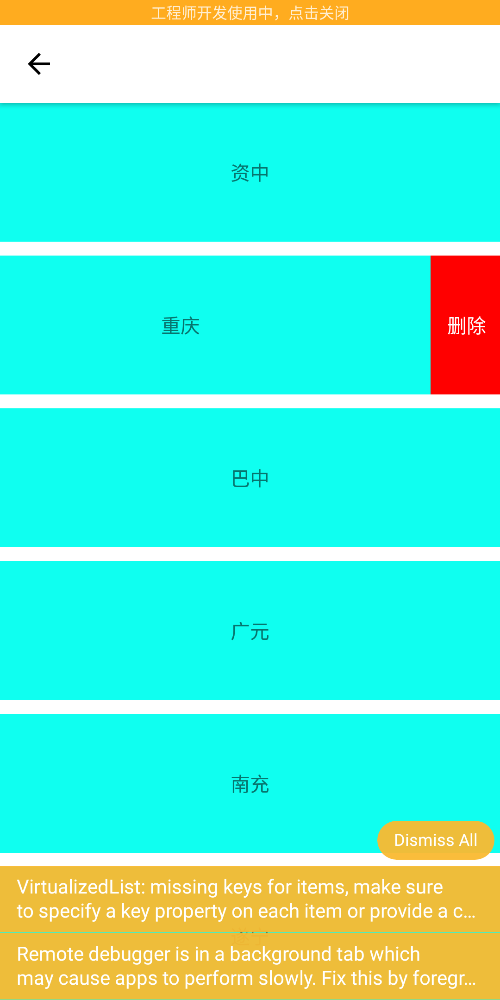 工程师开发使用中，点击关闭
资中
重庆
删除
巴中
广元
南充
Dismiss All
VirtualizedList: missing keys for items, make sure
to specify a key property on each item or provide a c…
遂宁
Remote debugger is in a background tab which
may cause apps to perform slowly. Fix this by foregr…